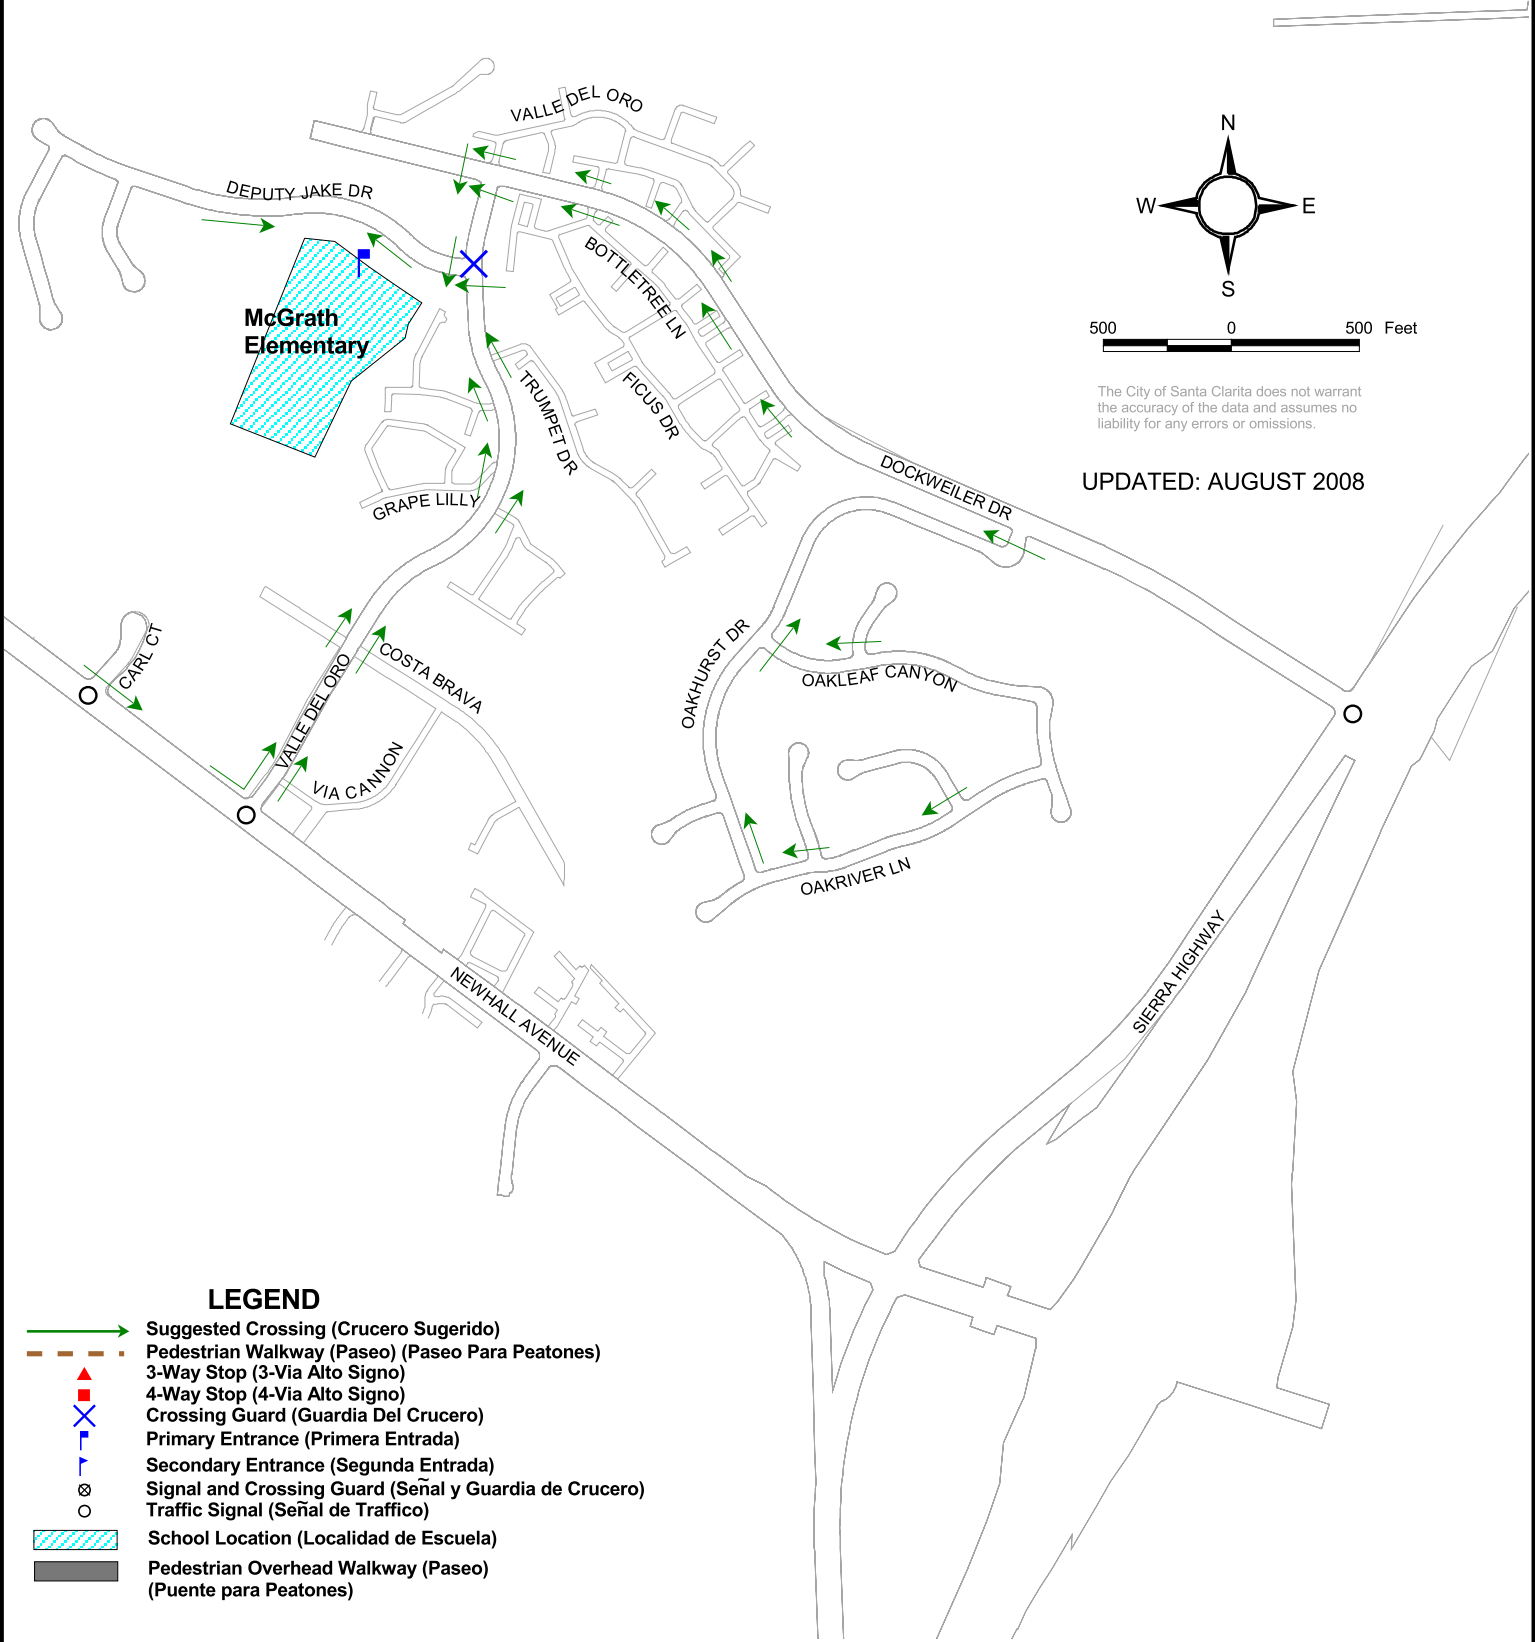 VALLE DEL ORO
N
W
E
S
DEPUTY JAKE DR
BOTTLETREE LN
McGrath
Elementary
500 0 500 Feet
The City of Santa Clarita does not warrant
the accuracy of the data and assumes no
liability for any errors or omissions.
TRUMPET DR
FICUS DR
UPDATED: AUGUST 2008
DOCKWEILER DR
GRAPE LILLY
CARL CT
VALLE DEL ORO
COSTA BRAVA
OAKHURST DR
OAKLEAF CANYON
VIA CANNON
OAKRIVER LN
SIERRA HIGHWAY
NEWHALL AVENUE
LEGEND
Suggested Crossing (Crucero Sugerido)
Pedestrian Walkway (Paseo) (Paseo Para Peatones)
3-Way Stop (3-Via Alto Signo)
4-Way Stop (4-Via Alto Signo)
Crossing Guard (Guardia Del Crucero)
Primary Entrance (Primera Entrada)
Secondary Entrance (Segunda Entrada)
Signal and Crossing Guard (Señal y Guardia de Crucero)
Traffic Signal (Señal de Traffico)
School Location (Localidad de Escuela)
Pedestrian Overhead Walkway (Paseo)
(Puente para Peatones)